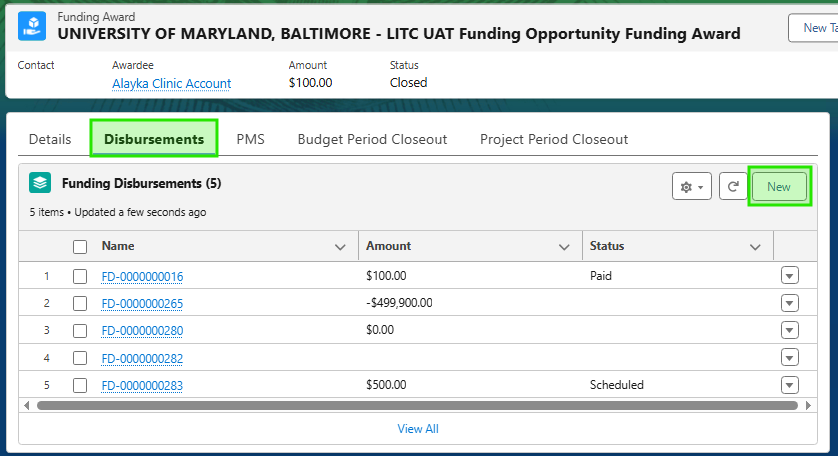 Funding Award
UNIVERSITY OF MARYLAND, BALTIMORE - LITC UAT Funding Opportunity Funding Award
New
Contact Awardee Amount Status
Alayka Clinic Account $100.00 Closed
Details Disbursements PMS Budget Period Closeout Project Period Closeout
Funding Disbursements (5)
New
5 items • Updated a few seconds ago
Name Amount Status
1 FD-0000000016 $100.00 Paid
2 FD-0000000265 -$499,900.00
3 FD-0000000280 $0.00
4 FD-0000000282
5 FD-0000000283 $500.00 Scheduled
View All